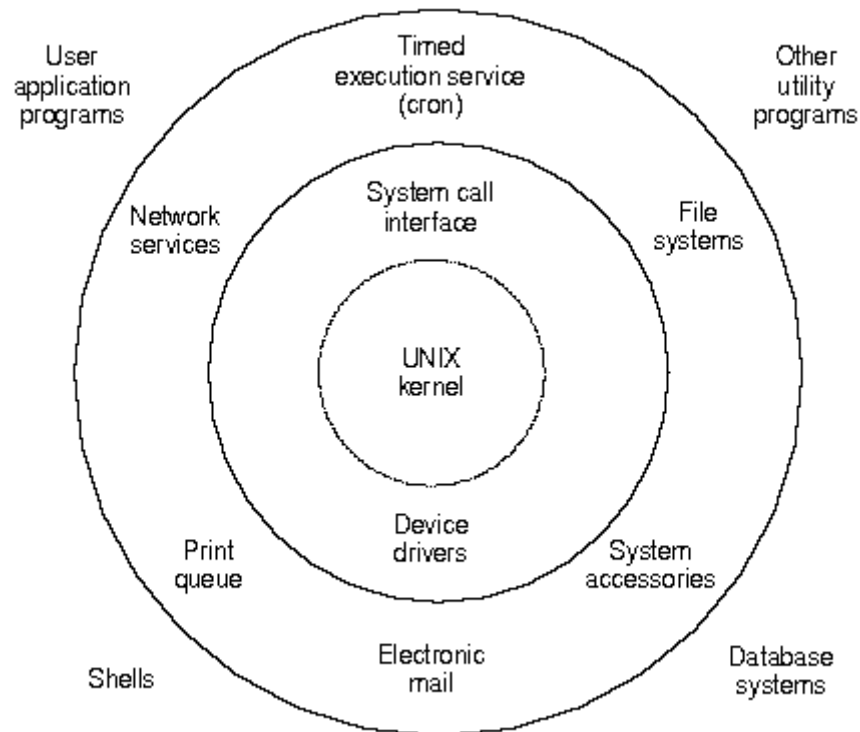 User
application
programs
Timed
execution service
(cron)
Other
utility
programs
Network
services
System call
interface
File
systems
UNIX
kernel
Print
queue
Device
drivers
System
accessories
Shells
Electronic
mail
Database
systems